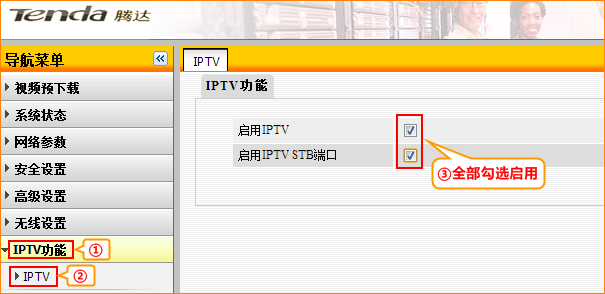 Tenda 腾达
导航菜单
视频预下载
系统状态
网络参数
安全设置
高级设置
无线设置
IPTV功能 ①
IPTV ②
IPTV
IPTV功能
启用IPTV
启用IPTV STB端口
③全部勾选启用